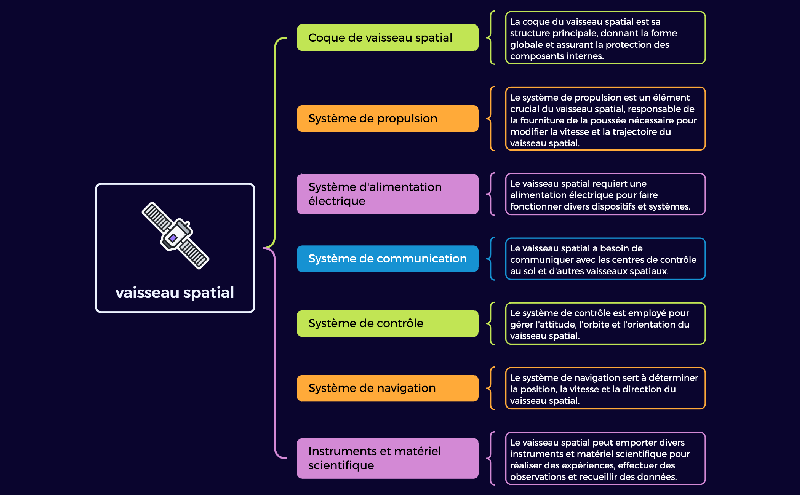 vaisseau spatial
Coque de vaisseau spatial
La coque du vaisseau spatial est sa
structure principale, donnant la forme
globale et assurant la protection des
composants internes.
Système de propulsion
Le système de propulsion est un élément
crucial du vaisseau spatial, responsable de
la fourniture de la poussée nécessaire pour
modifier la vitesse et la trajectoire du
vaisseau spatial.
Système d'alimentation
électrique
Le vaisseau spatial requiert une
alimentation électrique pour faire
fonctionner divers dispositifs et systèmes.
Système de communication
Le vaisseau spatial a besoin de
communiquer avec les centres de contrôle
au sol et d'autres vaisseaux spatiaux.
Système de contrôle
Le système de contrôle est employé pour
gérer l'attitude, l'orbite et l'orientation du
vaisseau spatial.
Système de navigation
Le système de navigation sert à déterminer
la position, la vitesse et la direction du
vaisseau spatial.
Instruments et matériel
scientifique
Le vaisseau spatial peut emporter divers
instruments et matériel scientifique pour
réaliser des expériences, effectuer des
observations et recueillir des données.